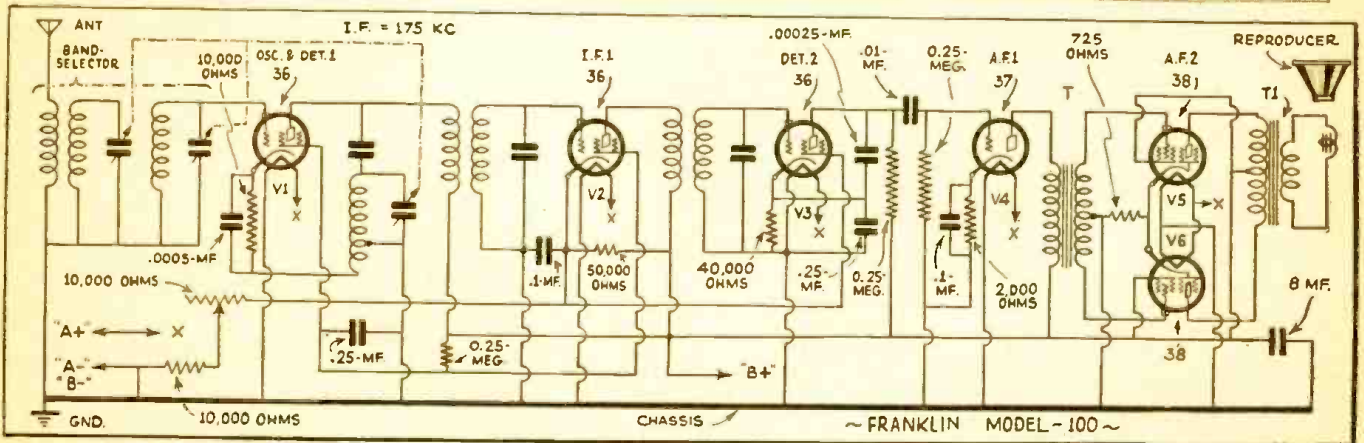 ANT
BAND-
SELECTOR
I.F. = 175 KC
10,000
OHMS
OSC. & DET.1
36
I.F.1
36
DET.2
36
.00025-MF.
.01-
MF.
0.25-
MEG.
A.F.1
37
T
725
OHMS
A.F.2
38
T1
REPRODUCER
V1
X
V2
X
V3
X
V4
X
V5
X
V6
.0005-MF
10,000 OHMS
"A+"
X
"A-"
"B-"
10,000 OHMS
GND.
.25-MF.
0.25-
MEG
.1-MF.
50,000
OHMS
40,000
OHMS
.25-
MF.
0.25-
MEG.
.1-
MF.
2,000
OHMS
38
8 MF.
"B+"
CHASSIS
~FRANKLIN MODEL-100~